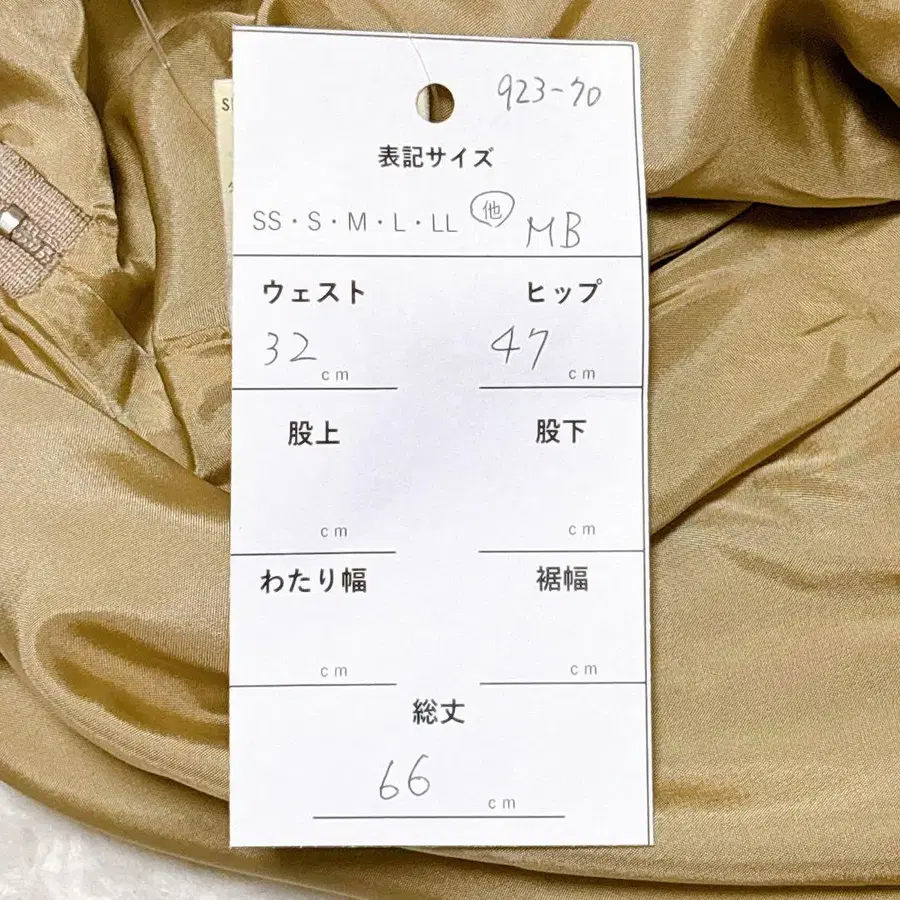 923-70
表記サイズ
SS・S・M・L・LL 他 MB
ウェスト ヒップ
32 cm 47 cm
股上 股下
cm cm
わたり幅 裾幅
cm cm
総丈
66 cm